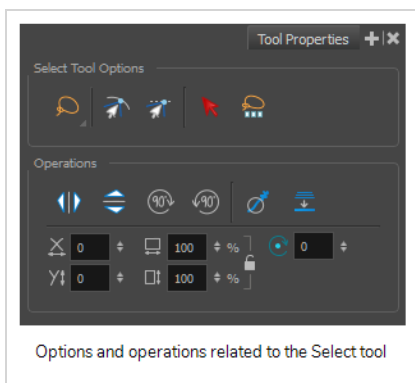 Tool Properties
Select Tool Options
Operations
90° 90°
X 0 100 % 0
Y 0 100 %
Options and operations related to the Select tool